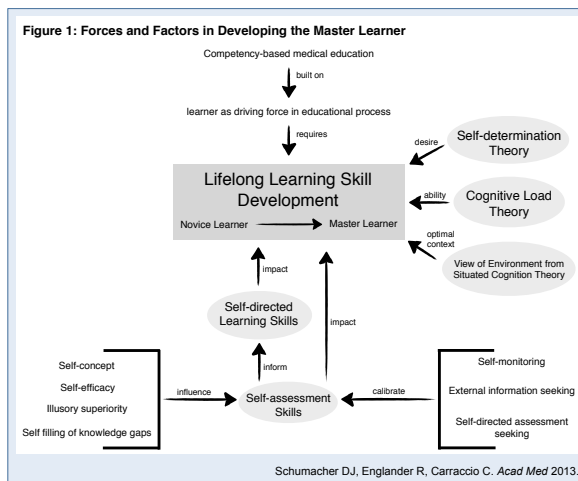 Figure 1: Forces and Factors in Developing the Master Learner
Competency-based medical education
built on
learner as driving force in educational process
requires
Lifelong Learning Skill
Development
Novice Learner
Master Learner
desire
Self-determination
Theory
ability
Cognitive Load
Theory
optimal
context
View of Environment from
Situated Cognition Theory
impact
Self-directed
Learning Skills
impact
inform
Self-concept
Self-efficacy
Illusory superiority
Self filling of knowledge gaps
influence
Self-assessment
Skills
calibrate
Self-monitoring
External information seeking
Self-directed assessment
seeking
Schumacher DJ, Englander R, Carraccio C. Acad Med 2013.